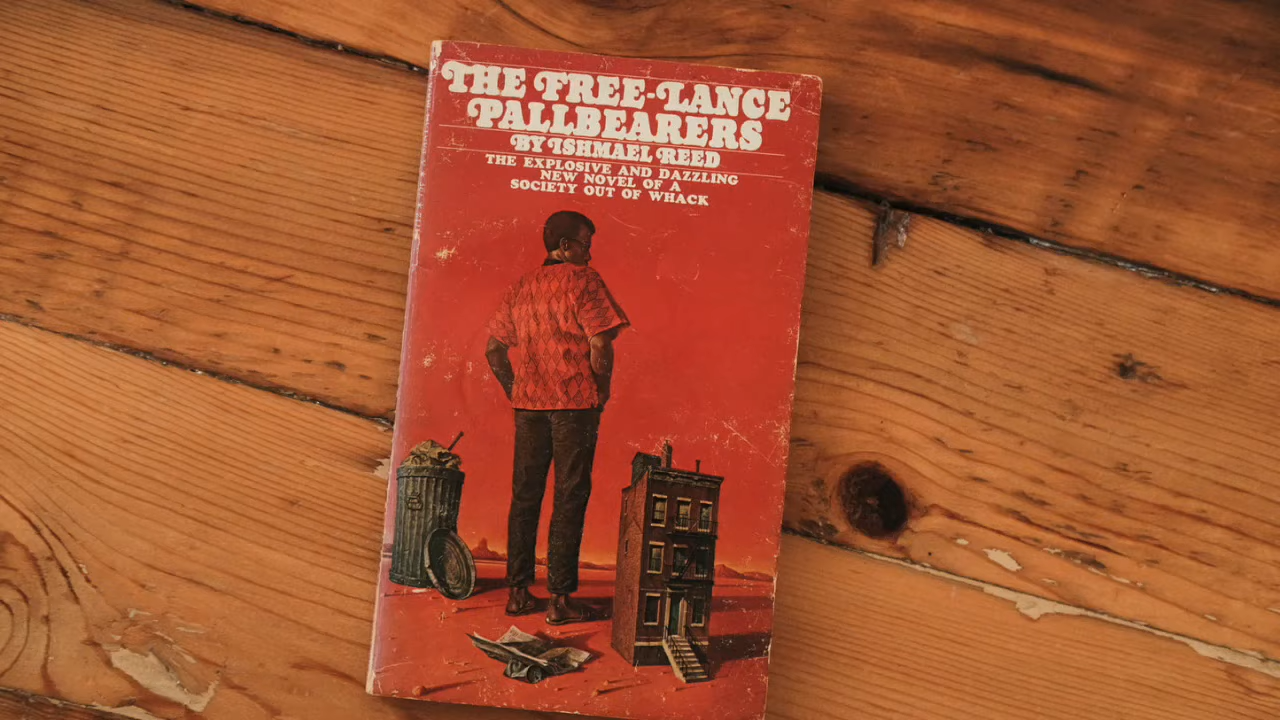 THE FREE-LANCE
PALLBEARERS
BY ISHMAEL REED
THE EXPLOSIVE AND DAZZLING
NEW NOVEL OF A
SOCIETY OUT OF WHACK